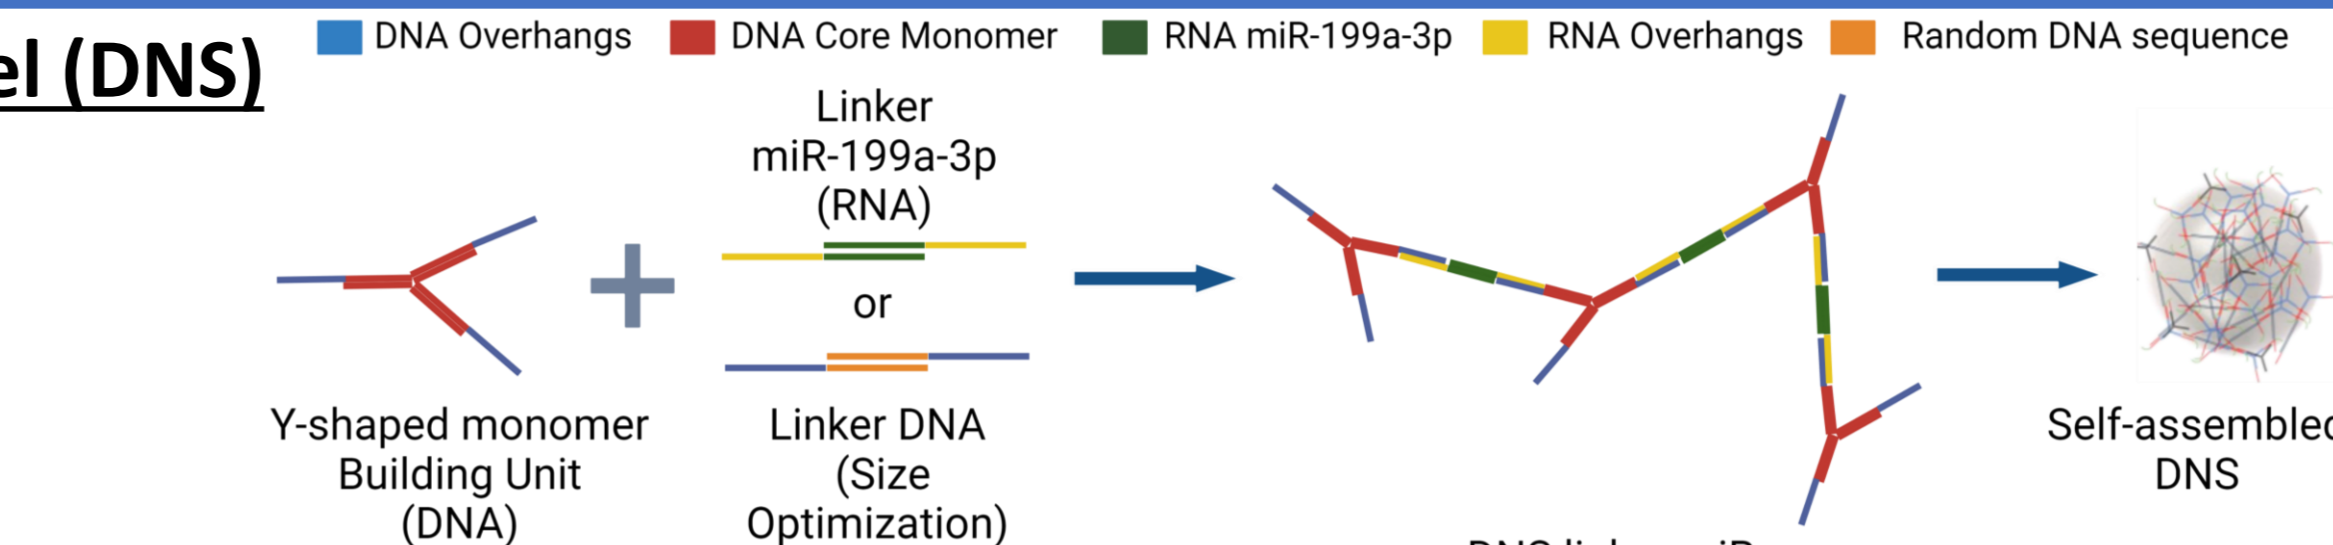 DNA Overhangs DNA Core Monomer RNA miR-199a-3p RNA Overhangs Random DNA sequence
el (DNS)
Linker
miR-199a-3p
(RNA)
or
Y-shaped monomer
Building Unit
(DNA)
Linker DNA
(Size
Optimization)
Self-assembled
DNS